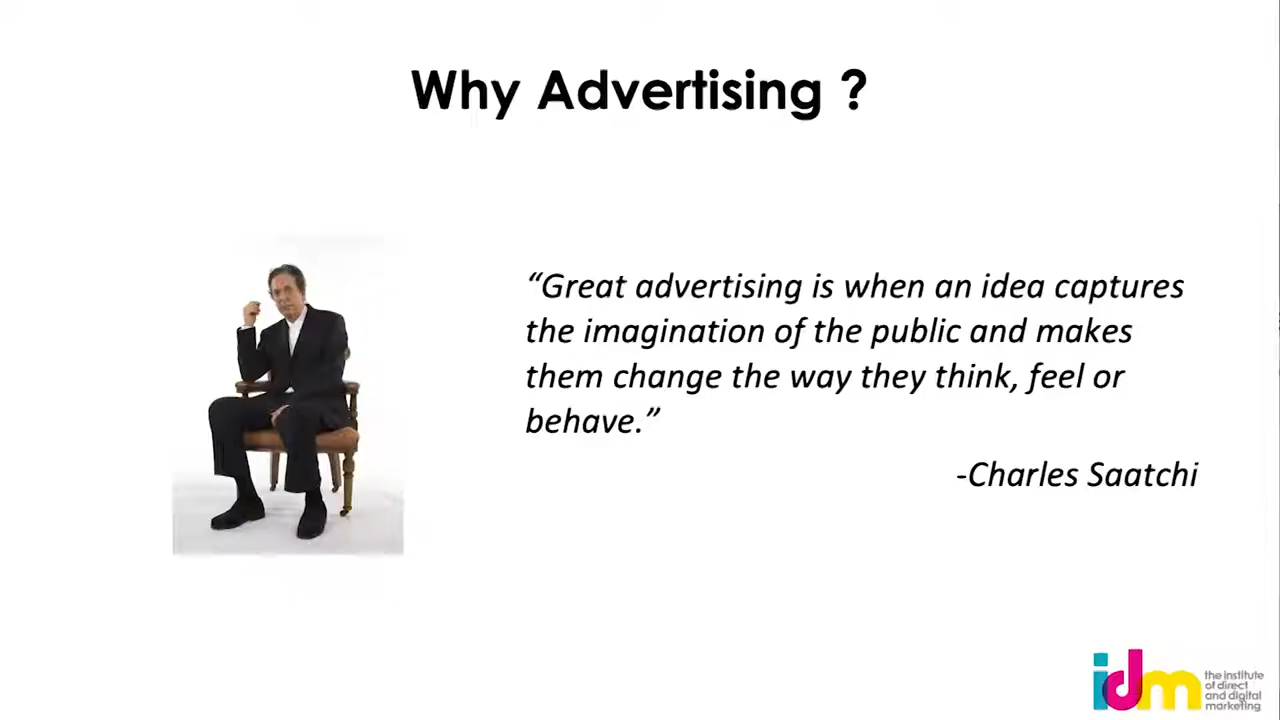 Why Advertising ?
“Great advertising is when an idea captures
the imagination of the public and makes
them change the way they think, feel or
behave.”
-Charles Saatchi
idm
the institute
of direct
and digital
marketing